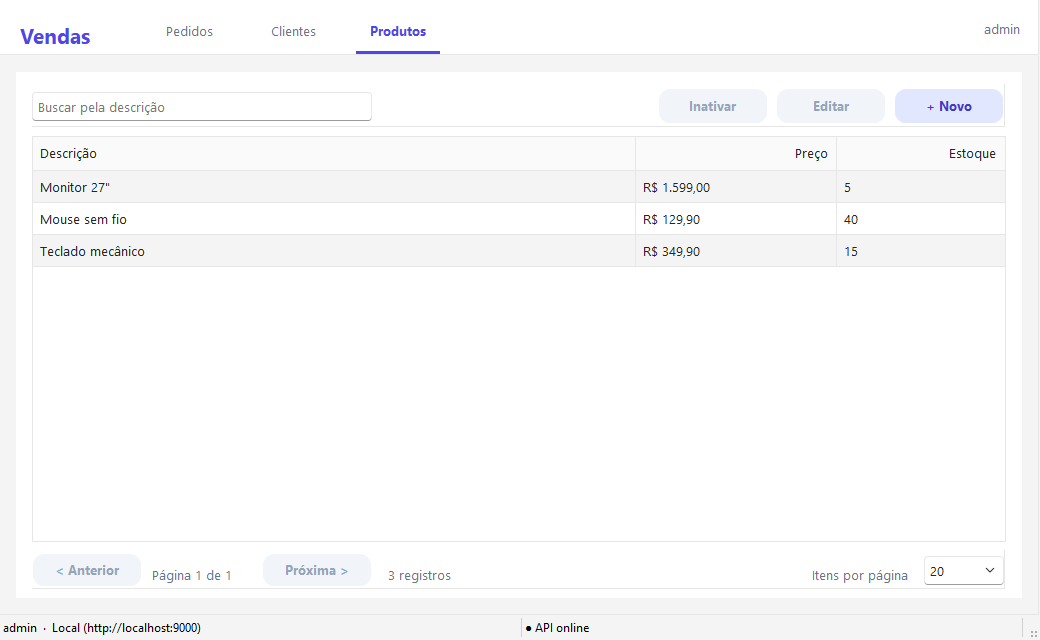 Vendas
Pedidos
Clientes
Produtos
admin
Buscar pela descrição
Inativar
Editar
+ Novo
Descrição
Preço
Estoque
Monitor 27"
R$ 1.599,00
5
Mouse sem fio
R$ 129,90
40
Teclado mecânico
R$ 349,90
15
< Anterior
Página 1 de 1
Próxima >
3 registros
Itens por página
20
admin · Local (http://localhost:9000)
● API online